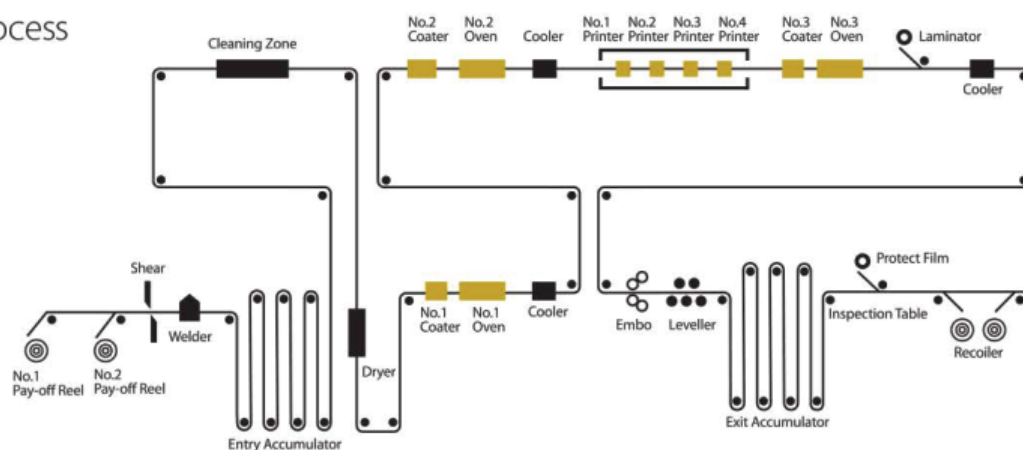 ocess
Cleaning Zone
No.2
Coater
No.2
Oven
Cooler
No.1
Printer
No.2
Printer
No.3
Printer
No.4
Printer
No.3
Coater
No.3
Oven
Laminator
Cooler
Shear
Welder
No.1
Pay-off Reel
No.2
Pay-off Reel
Entry Accumulator
Dryer
No.1
Coater
No.1
Oven
Cooler
Embo
Leveller
Exit Accumulator
Protect Film
Inspection Table
Recoiler